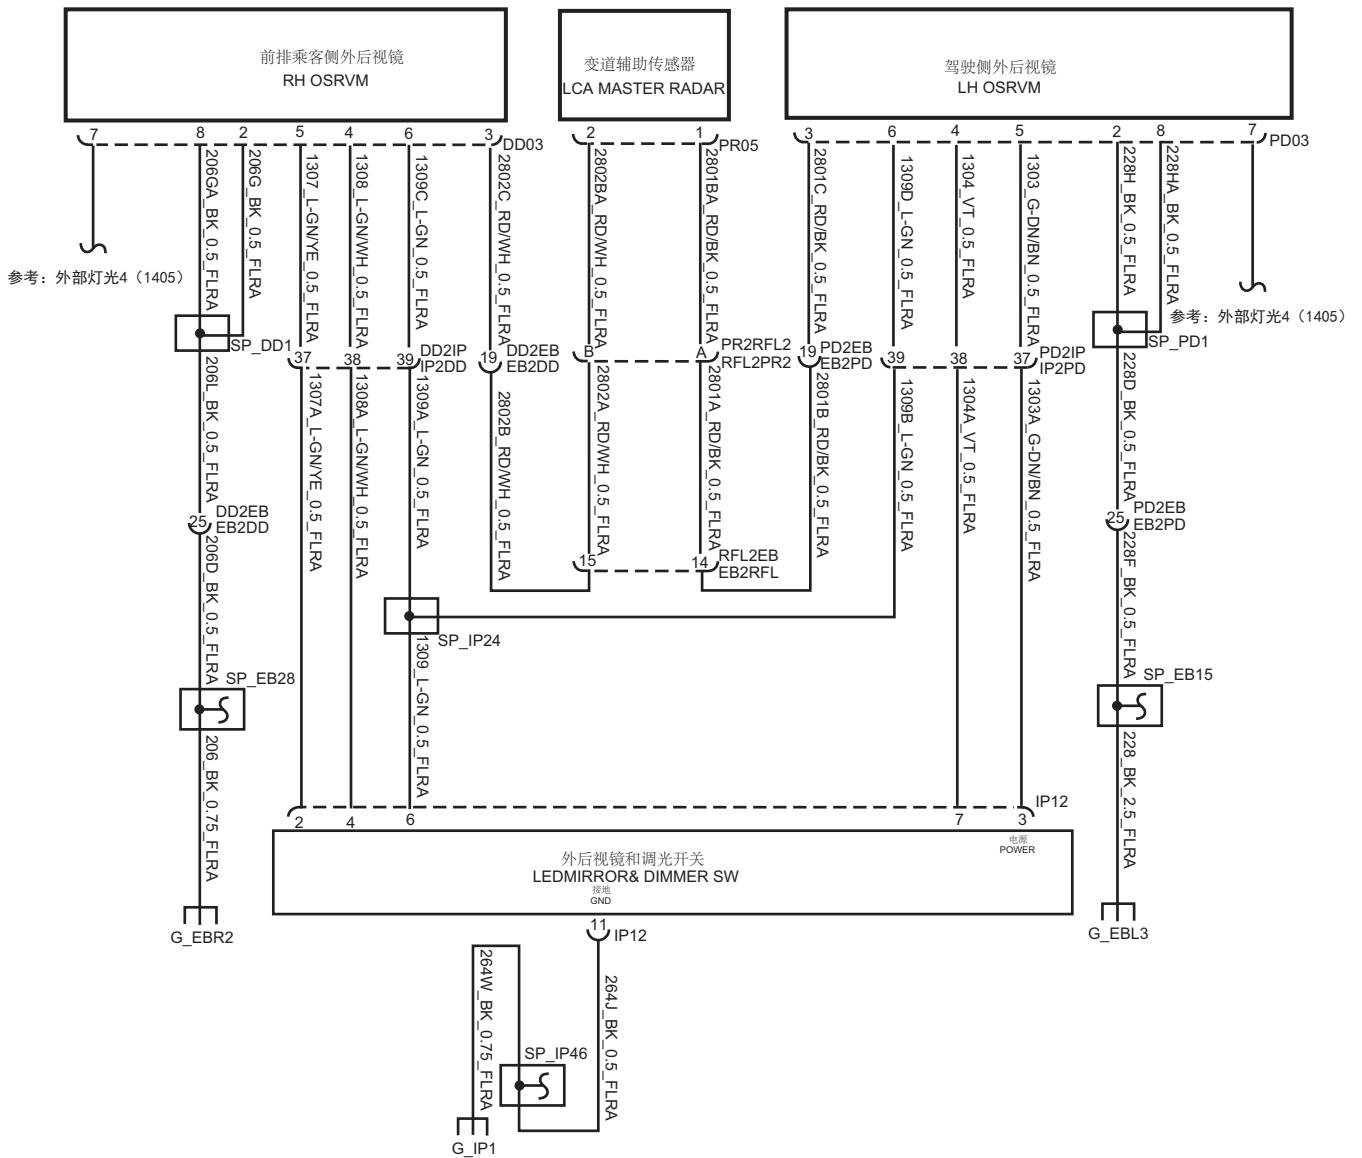 前排乘客侧外后视镜
RH OSRVM
变道辅助传感器
LCA MASTER RADAR
驾驶侧外后视镜
LH OSRVM
7
8
2
5
4
6
3
DD03
2
1
PR05
3
6
4
5
2
8
7
PD03
206GA_BK_0.5_FLRA
206G_BK_0.5_FLRA
1307_L-GN/YE_0.5_FLRA
1308_L-GN/WH_0.5_FLRA
1309C_L-GN_0.5_FLRA
2802C_RD/WH_0.5_FLRA
2802BA_RD/WH_0.5_FLRA
2801BA_RD/BK_0.5_FLRA
2801C_RD/BK_0.5_FLRA
1309D_L-GN_0.5_FLRA
1304_VT_0.5_FLRA
1303_G-DN/BN_0.5_FLRA
228H_BK_0.5_FLRA
228HA_BK_0.5_FLRA
参考：外部灯光4（1405）
参考：外部灯光4（1405）
SP_DD1
SP_PD1
37
38
39
DD2IP
IP2DD
19
DD2EB
EB2DD
B
A
PR2RFL2
RFL2PR2
19
PD2EB
EB2PD
39
38
37
PD2IP
IP2PD
206L_BK_0.5_FLRA
1307A_L-GN/YE_0.5_FLRA
1308A_L-GN/WH_0.5_FLRA
1309A_L-GN_0.5_FLRA
2802B_RD/WH_0.5_FLRA
2802A_RD/WH_0.5_FLRA
2801A_RD/BK_0.5_FLRA
2801B_RD/BK_0.5_FLRA
1309B_L-GN_0.5_FLRA
1304A_VT_0.5_FLRA
1303A_G-DN/BN_0.5_FLRA
228D_BK_0.5_FLRA
25
DD2EB
EB2DD
25
PD2EB
EB2PD
15
14
RFL2EB
EB2RFL
206D_BK_0.5_FLRA
228F_BK_0.5_FLRA
SP_IP24
1309_L-GN_0.5_FLRA
SP_EB28
SP_EB15
206_BK_0.75_FLRA
228_BK_2.5_FLRA
2
4
6
7
3
IP12
电源
POWER
外后视镜和调光开关
LEDMIRROR& DIMMER SW
接地
GND
G_EBR2
G_EBL3
11
IP12
264W_BK_0.75_FLRA
264J_BK_0.5_FLRA
SP_IP46
G_IP1